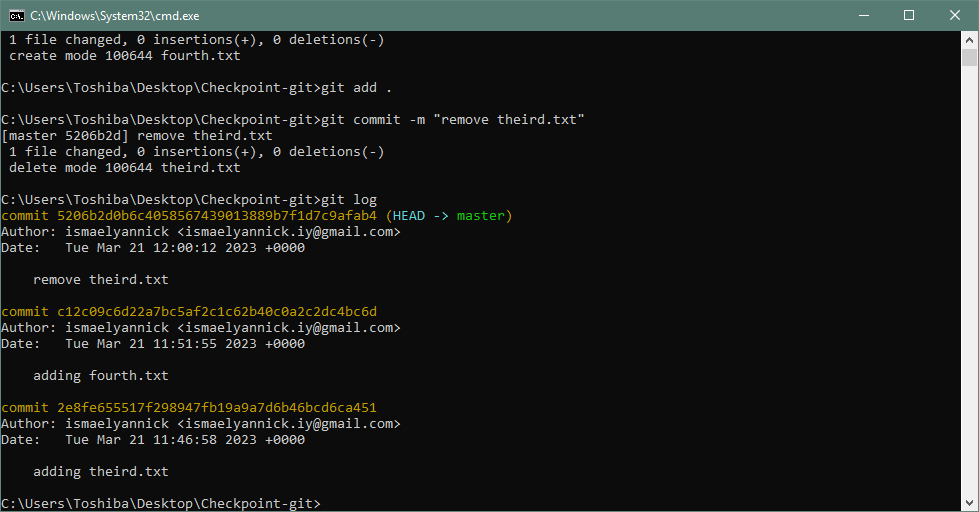 C:\Windows\System32\cmd.exe
1 file changed, 0 insertions(+), 0 deletions(-)
create mode 100644 fourth.txt
C:\Users\Toshiba\Desktop\Checkpoint-git>git add .
C:\Users\Toshiba\Desktop\Checkpoint-git>git commit -m "remove theird.txt"
[master 5206b2d] remove theird.txt
1 file changed, 0 insertions(+), 0 deletions(-)
delete mode 100644 theird.txt
C:\Users\Toshiba\Desktop\Checkpoint-git>git log
commit 5206b2d0b6c4058567439013889b7f1d7c9afab4 (HEAD -> master)
Author: ismaelyannick <ismaelyannick.iy@gmail.com>
Date:   Tue Mar 21 12:00:12 2023 +0000
remove theird.txt
commit c12c09c6d22a7bc5af2c1c62b40c0a2c2dc4bc6d
Author: ismaelyannick <ismaelyannick.iy@gmail.com>
Date:   Tue Mar 21 11:51:55 2023 +0000
adding fourth.txt
commit 2e8fe655517f298947fb19a9a7d6b46bcd6ca451
Author: ismaelyannick <ismaelyannick.iy@gmail.com>
Date:   Tue Mar 21 11:46:58 2023 +0000
adding theird.txt
C:\Users\Toshiba\Desktop\Checkpoint-git>